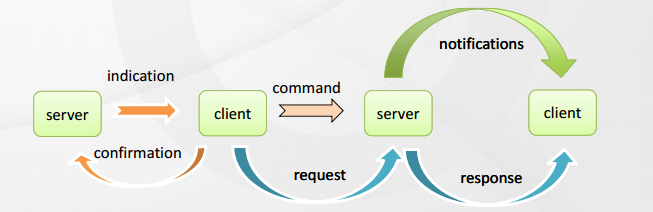 notifications
indication
command
server
client
server
client
confirmation
request
response